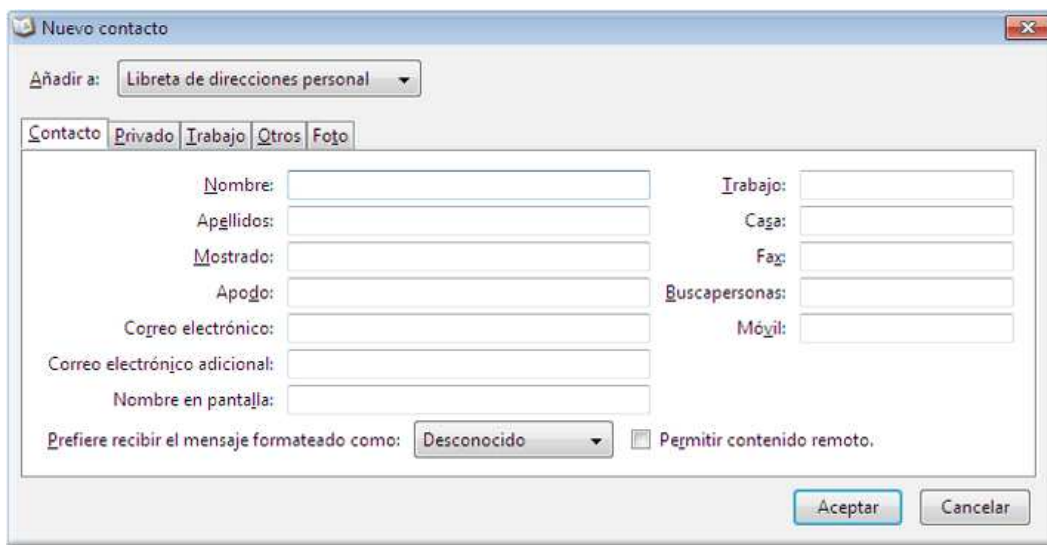 Nuevo contacto
Añadir a: Libreta de direcciones personal
Contacto Privado Trabajo Otros Foto
Nombre: Trabajo:
Apellidos: Casa:
Mostrado: Fax:
Apodo: Buscapersonas:
Correo electrónico: Móvil:
Correo electrónico adicional:
Nombre en pantalla:
Prefiere recibir el mensaje formateado como: Desconocido Permitir contenido remoto.
Aceptar Cancelar